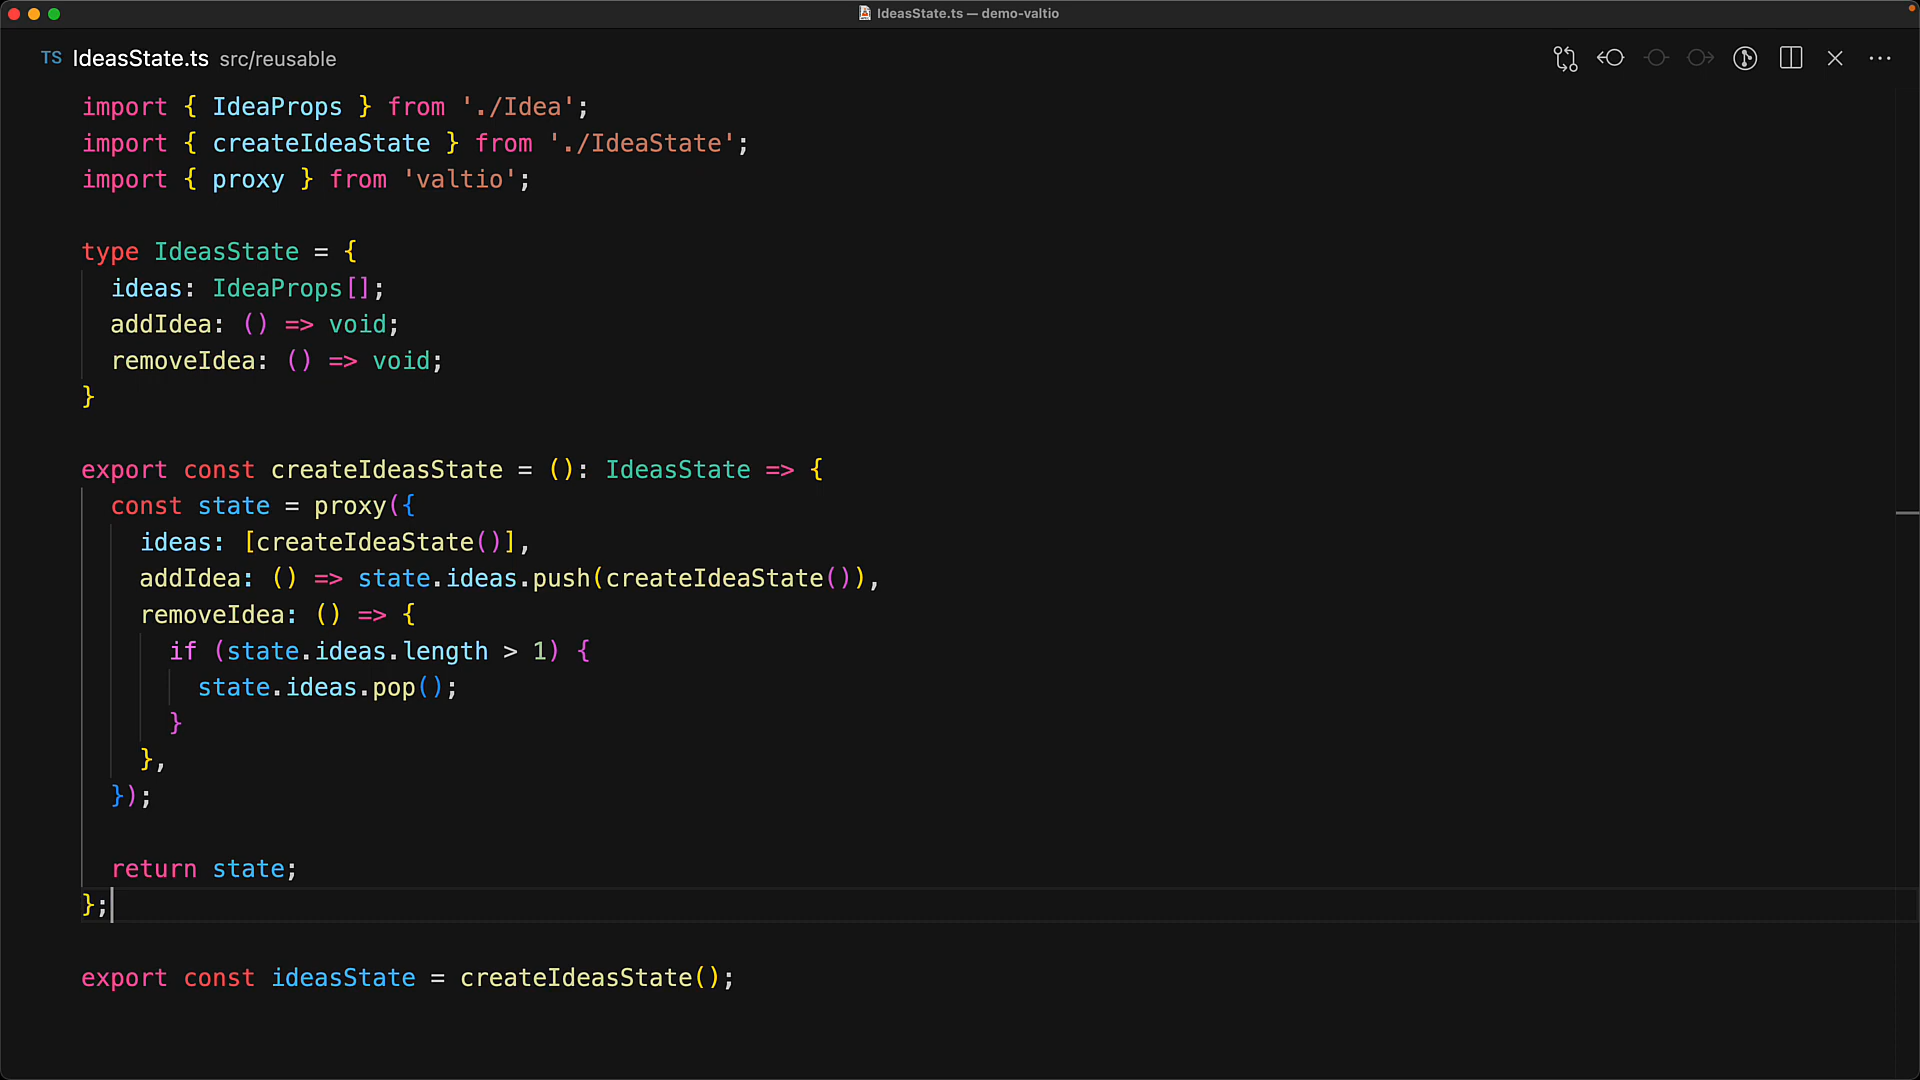 IdeasState.ts — demo-valtio
TS IdeasState.ts src/reusable
import { IdeaProps } from './Idea';
import { createIdeaState } from './IdeaState';
import { proxy } from 'valtio';

type IdeasState = {
  ideas: IdeaProps[];
  addIdea: () => void;
  removeIdea: () => void;
}

export const createIdeasState = (): IdeasState => {
  const state = proxy({
    ideas: [createIdeaState()],
    addIdea: () => state.ideas.push(createIdeaState()),
    removeIdea: () => {
      if (state.ideas.length > 1) {
        state.ideas.pop();
      }
    },
  });

  return state;
};

export const ideasState = createIdeasState();